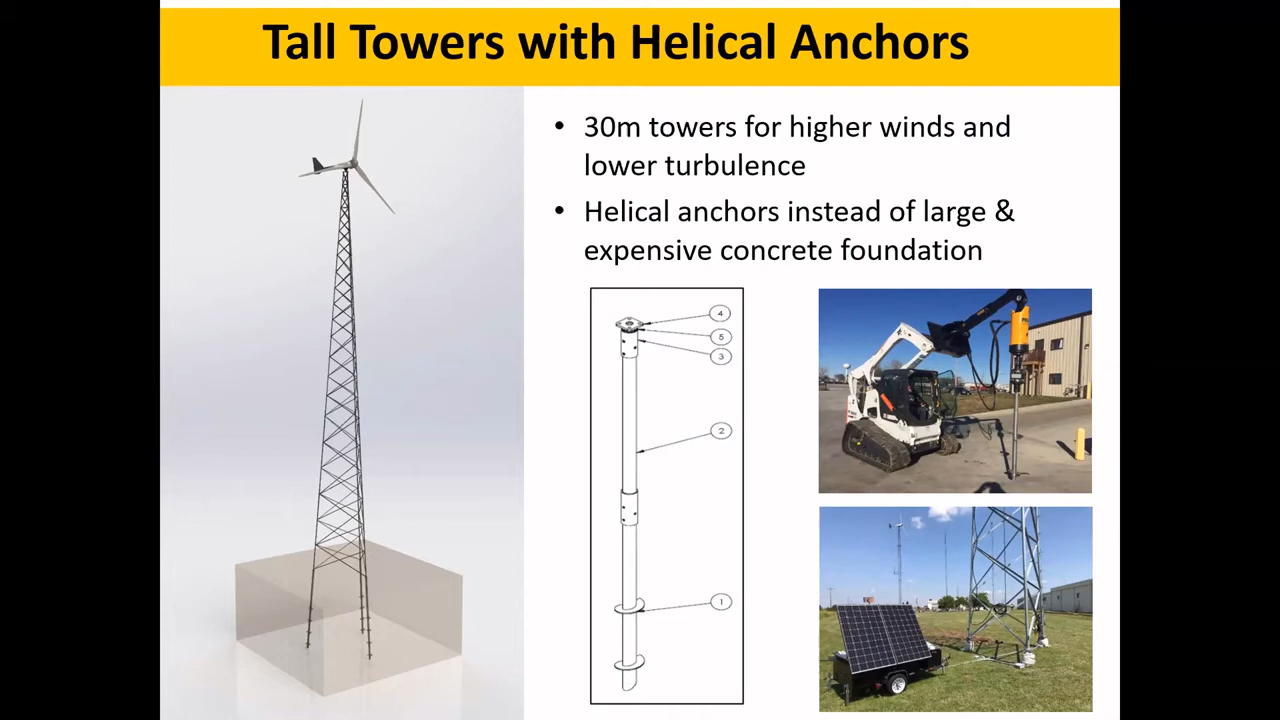 Tall Towers with Helical Anchors
• 30m towers for higher winds and
lower turbulence
• Helical anchors instead of large &
expensive concrete foundation
4
5
3
2
1